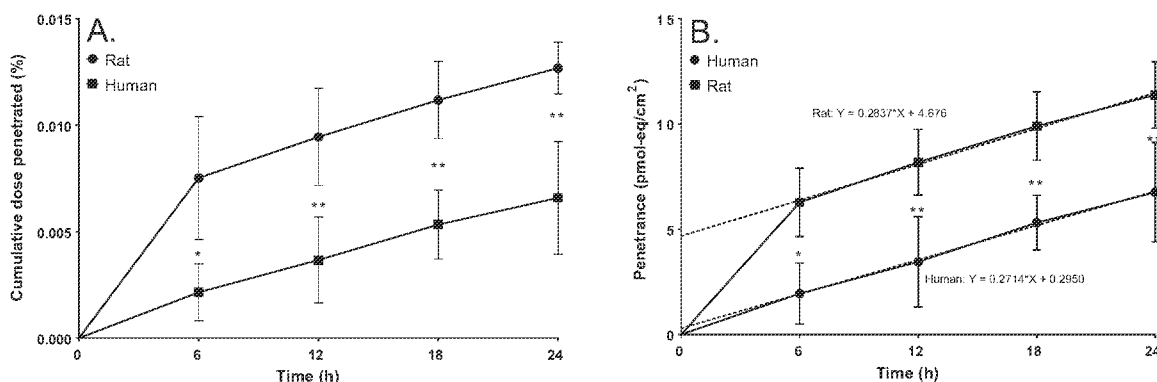 A.
Rat
Human
Cumulative dose penetrated (%)
0.015
0.010
0.005
0.000
*
**
**
**
0
6
12
18
24
Time (h)
B.
Human
Rat
Penetrance (pmol-eq/cm²)
15
10
5
0
Rat: Y = 0.2837*X + 4.676
Human: Y = 0.2714*X + 0.2950
*
**
**
**
0
6
12
18
24
Time (h)